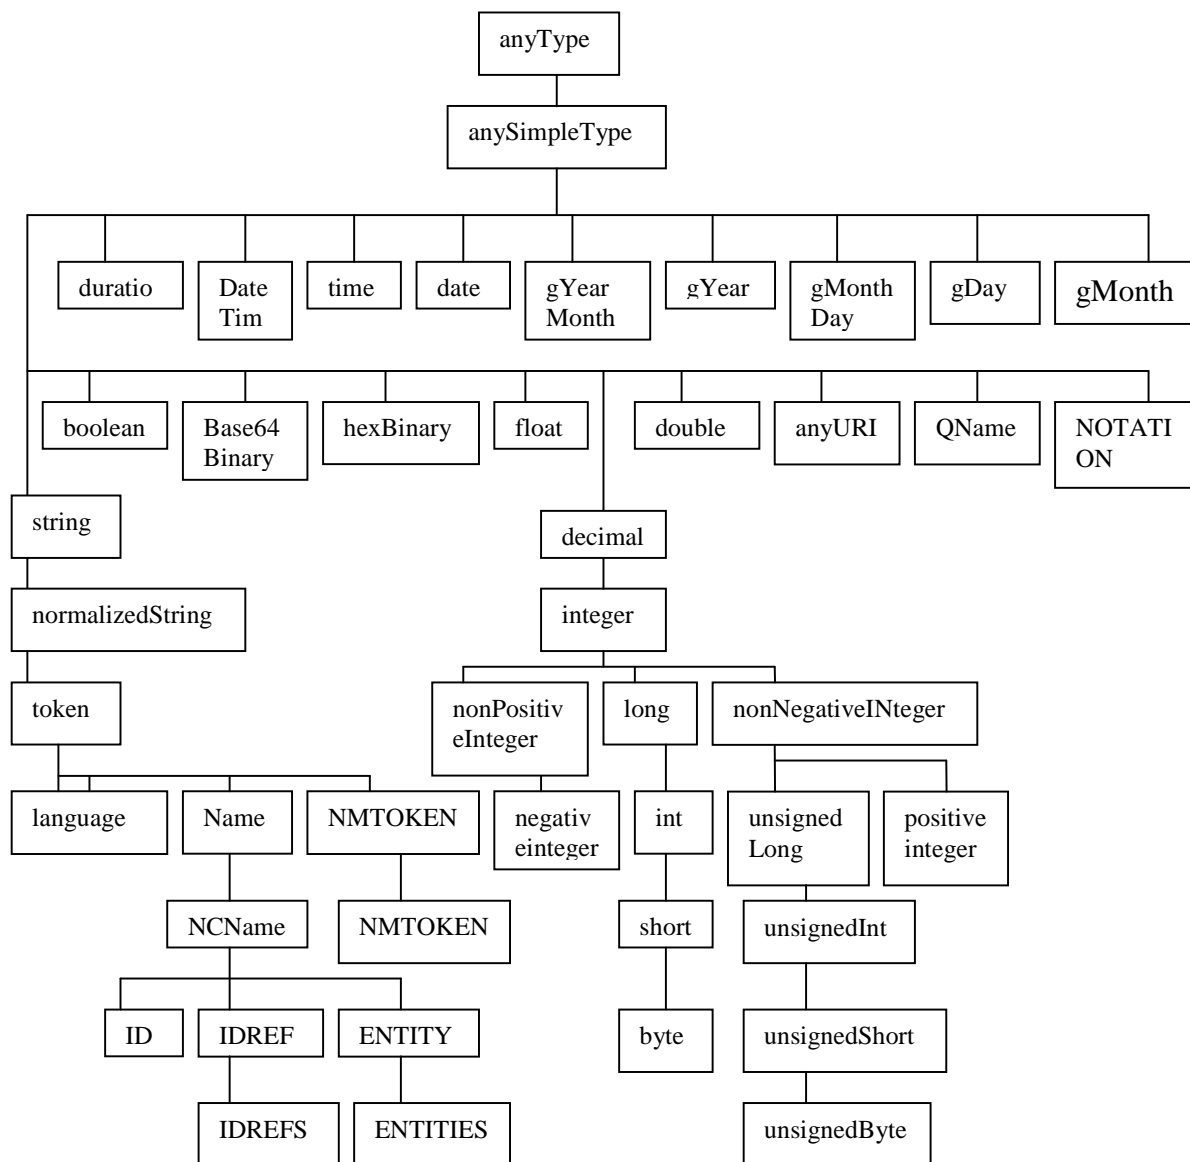 anyType
anySimpleType
duratio
Date
Tim
time
date
gYear
Month
gYear
gMonth
Day
gDay
gMonth
boolean
Base64
Binary
hexBinary
float
double
anyURI
QName
NOTATI
ON
string
decimal
normalizedString
integer
token
nonPositiv
eInteger
long
nonNegativeINteger
language
Name
NMTOKEN
negativ
einteger
int
unsigned
Long
positive
integer
NCName
NMTOKEN
short
unsignedInt
ID
IDREF
ENTITY
byte
unsignedShort
IDREFS
ENTITIES
unsignedByte